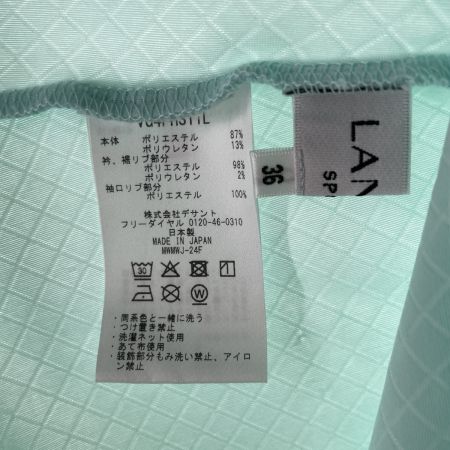 本体 ポリエステル 87%
ポリウレタン 13%
衿、裾リブ部分
ポリエステル 98%
ポリウレタン 2%
袖口リブ部分
ポリエステル 100%
株式会社デサント
フリーダイヤル 0120-46-0310
日本製
MADE IN JAPAN
MWMWJ-24F
30
W
・同系色と一緒に洗う
・つけ置き禁止
・洗濯ネット使用
・あて布使用
・装飾部分もみ洗い禁止、アイロ
ン禁止
36
LAN
SP